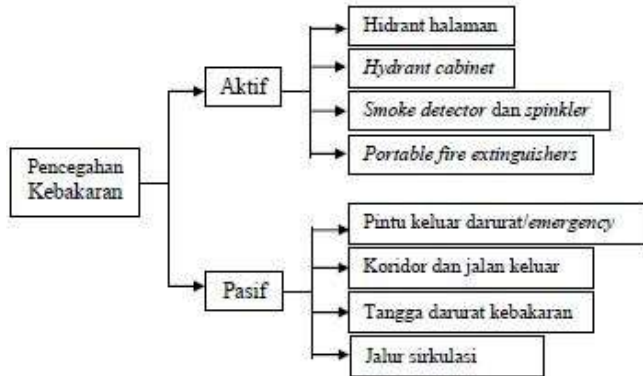 Pencegahan
Kebakaran
Aktif
Hidrant halaman
Hydrant cabinet
Smoke detector dan spinkler
Portable fire extinguishers
Pasif
Pintu keluar darurat/emergency
Koridor dan jalan keluar
Tangga darurat kebakaran
Jalur sirkulasi